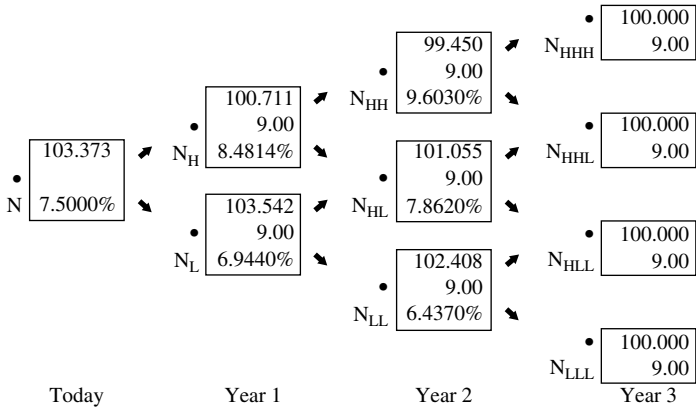 103.373
7.5000%
N
100.711
9.00
8.4814%
N_H
103.542
9.00
6.9440%
N_L
99.450
9.00
9.6030%
N_HH
101.055
9.00
7.8620%
N_HL
102.408
9.00
6.4370%
N_LL
100.000
9.00
N_HHH
100.000
9.00
N_HHL
100.000
9.00
N_HLL
100.000
9.00
N_LLL
Today Year 1 Year 2 Year 3